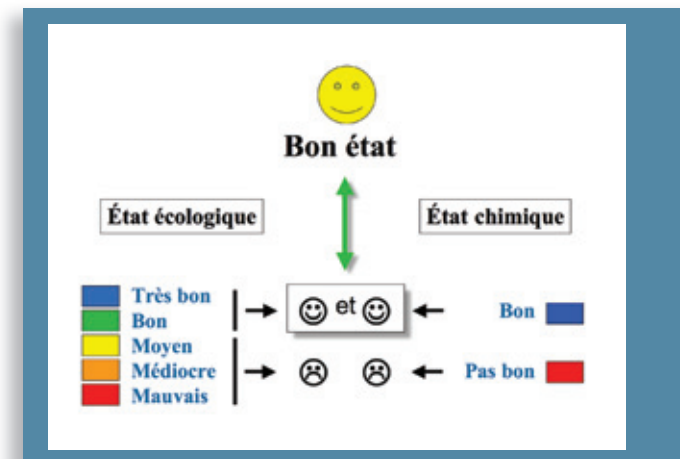 Bon état
État écologique
État chimique
Très bon
Bon
Moyen
Médiocre
Mauvais
et
Bon
Pas bon